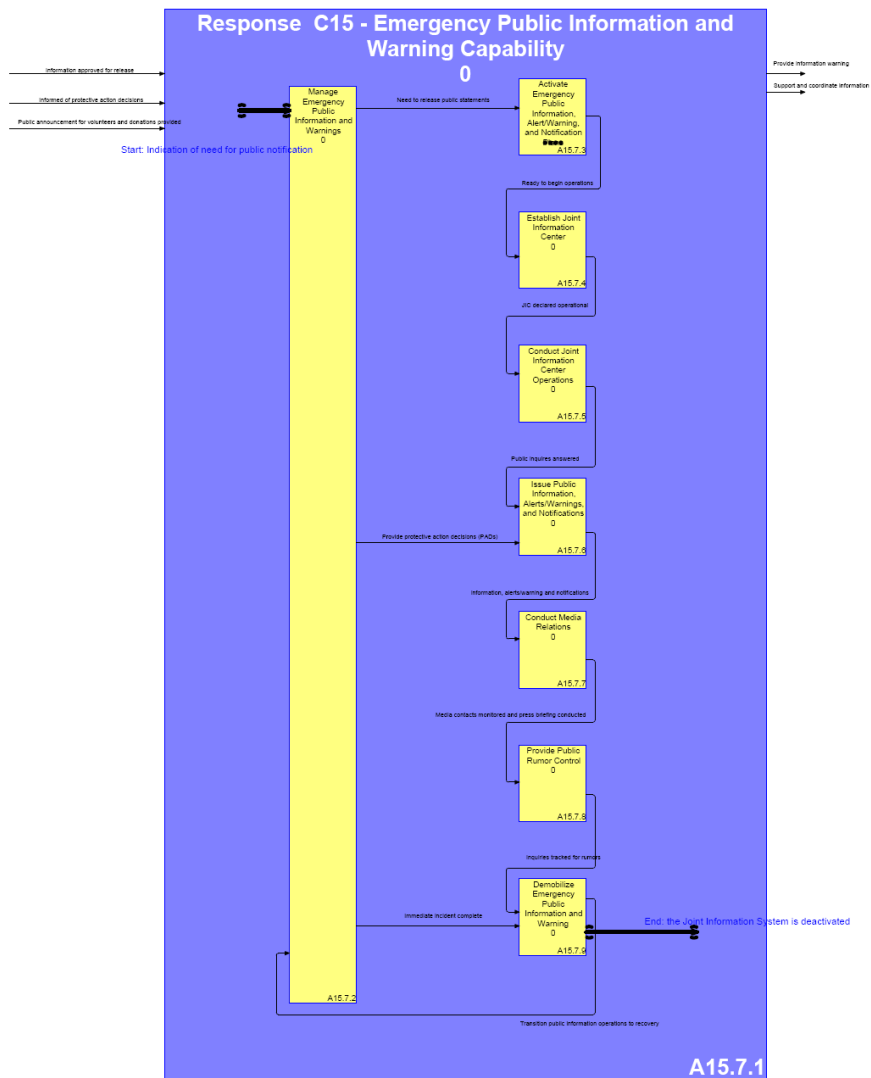 Response C15 - Emergency Public Information and
Warning Capability
0
Information approved for release
Informed of protective action decisions
Public announcement for volunteers and donations provided
Start: Indication of need for public notification
Provide information warning
Support and coordinate information
Manage
Emergency
Public
Information and
Warnings
0
A15.7.2
Need to release public statements
Activate
Emergency
Public
Information,
Alert/Warning,
and Notification
A15.7.3
Ready to begin operations
Establish Joint
Information
Center
0
A15.7.4
JIC declared operational
Conduct Joint
Information
Center
Operations
0
A15.7.5
Public inquires answered
Issue Public
Information,
Alerts/Warnings,
and Notifications
0
A15.7.6
Provide protective action decisions (PADs)
Information, alerts/warning and notifications
Conduct Media
Relations
0
A15.7.7
Media contacts monitored and press briefing conducted
Provide Public
Rumor Control
0
A15.7.8
Inquiries tracked for rumors
Demobilize
Emergency
Public
Information and
Warning
0
A15.7.9
Immediate incident complete
End: the Joint Information System is deactivated
Transition public information operations to recovery
A15.7.1